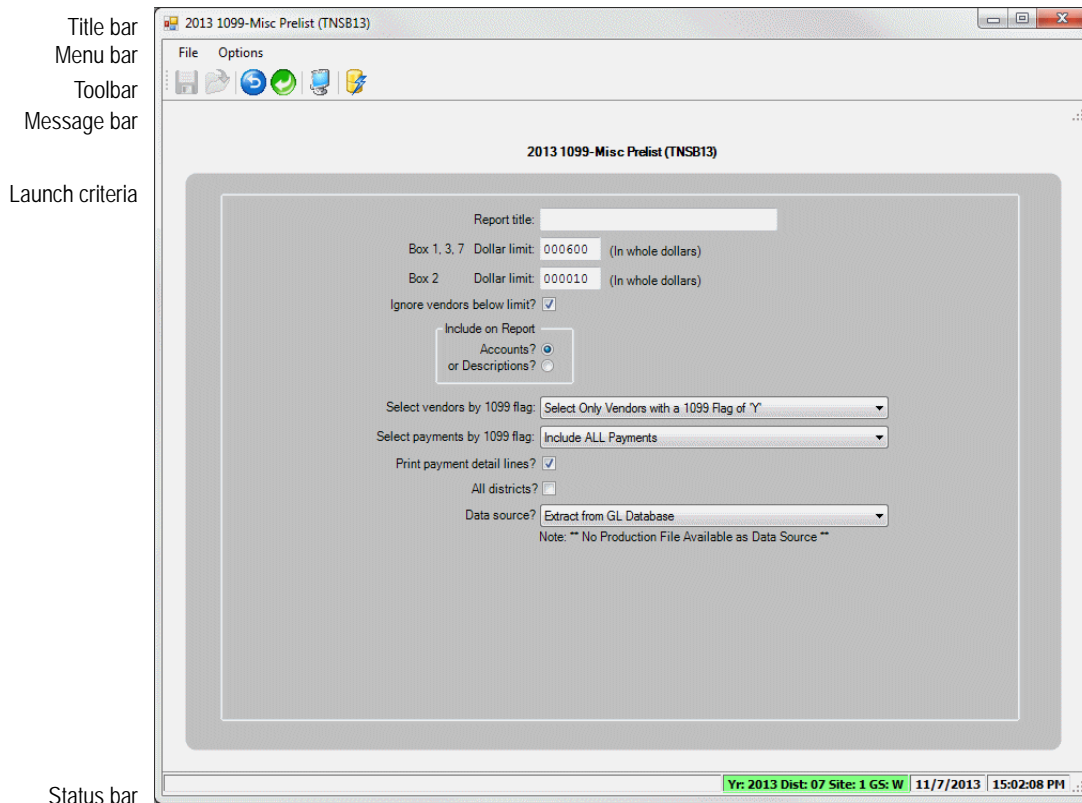 Title bar
2013 1099-Misc Prelist (TNSB13)
Menu bar
File Options
Toolbar
Message bar
2013 1099-Misc Prelist (TNSB13)
Launch criteria
Report title:
Box 1, 3, 7 Dollar limit: 000600 (In whole dollars)
Box 2 Dollar limit: 000010 (In whole dollars)
Ignore vendors below limit?
Include on Report
Accounts?
or Descriptions?
Select vendors by 1099 flag: Select Only Vendors with a 1099 Flag of 'Y'
Select payments by 1099 flag: Include ALL Payments
Print payment detail lines?
All districts?
Data source? Extract from GL Database
Note: ** No Production File Available as Data Source **
Status bar
Yr: 2013 Dist: 07 Site: 1 GS: W 11/7/2013 15:02:08 PM